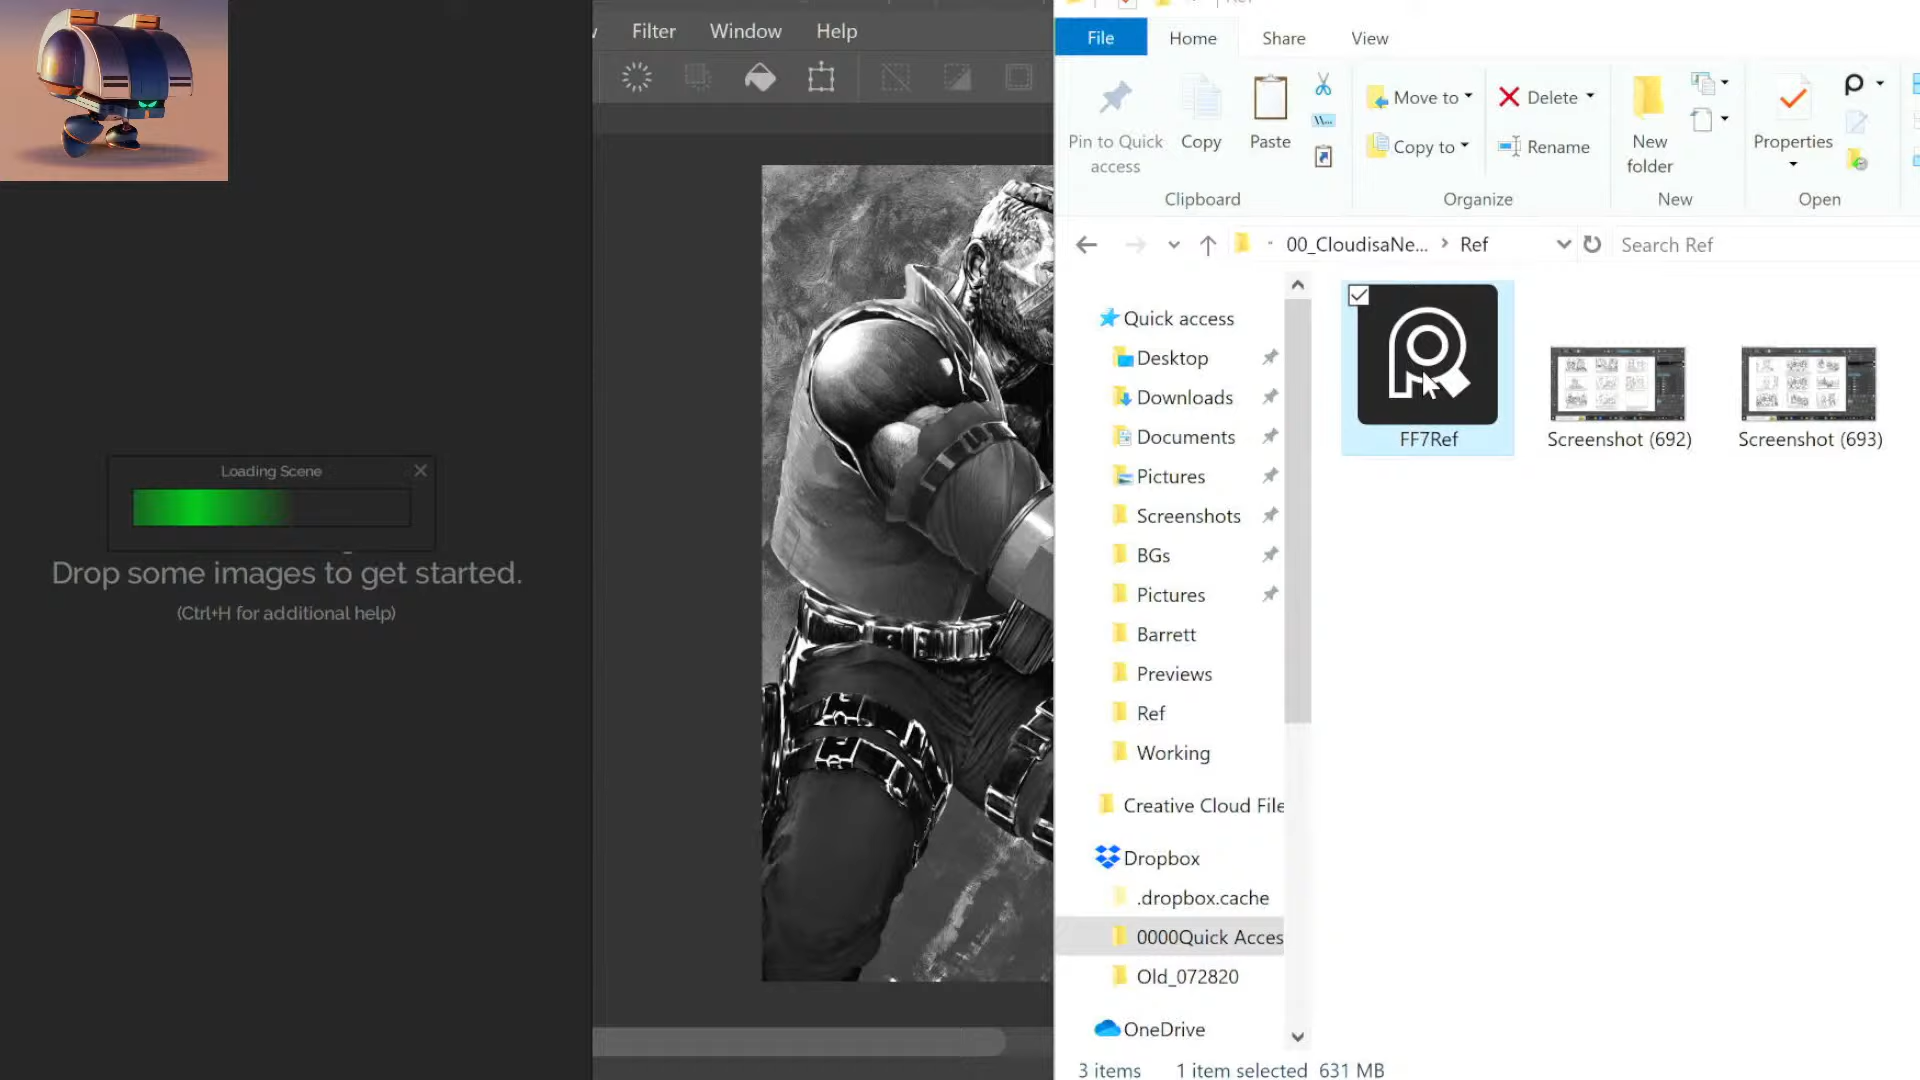 Loading Scene
Drop some images to get started.
(Ctrl+H for additional help)
Filter
Window
Help
File
Home
Share
View
Pin to Quick access
Copy
Paste
Move to
Copy to
Delete
Rename
New folder
Properties
Clipboard
Organize
New
Open
00_CloudisaNe...
Ref
Search Ref
Quick access
Desktop
Downloads
Documents
Pictures
Screenshots
BGs
Pictures
Barrett
Previews
Ref
Working
Creative Cloud File
Dropbox
.dropbox.cache
0000Quick Acces
Old_072820
OneDrive
FF7Ref
Screenshot (692)
Screenshot (693)
3 items
1 item selected 631 MB